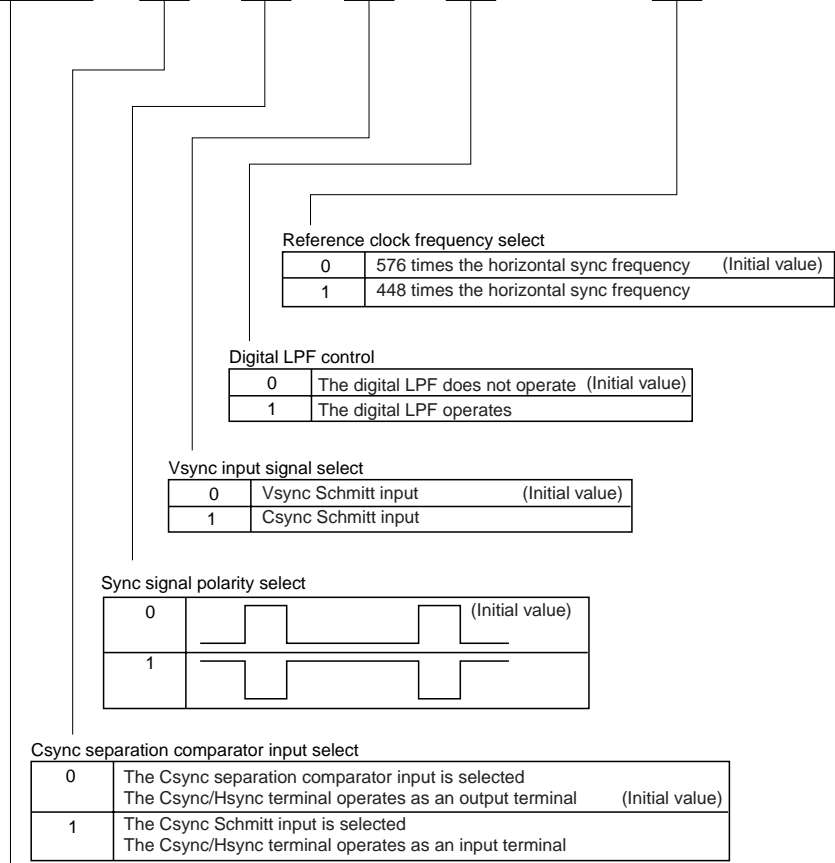 Reference clock frequency select
0 576 times the horizontal sync frequency (Initial value)
1 448 times the horizontal sync frequency
Digital LPF control
0 The digital LPF does not operate (Initial value)
1 The digital LPF operates
Vsync input signal select
0 Vsync Schmitt input (Initial value)
1 Csync Schmitt input
Sync signal polarity select
0 (Initial value)
1
Csync separation comparator input select
0 The Csync separation comparator input is selected
The Csync/Hsync terminal operates as an output terminal (Initial value)
1 The Csync Schmitt input is selected
The Csync/Hsync terminal operates as an input terminal